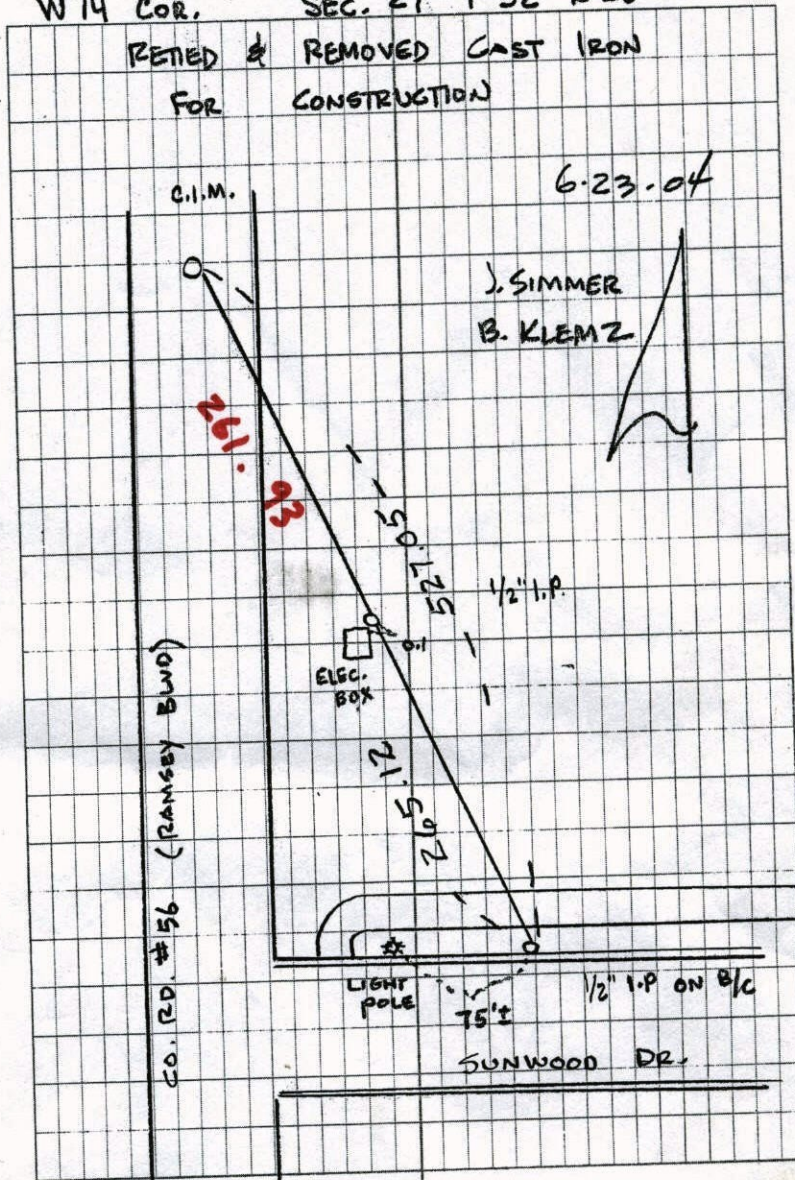 W 1/4 COR. SEC.
RETIED & REMOVED CAST IRON
FOR CONSTRUCTION
C.I.M.
6.23.04
J. SIMMER
B. KLEMZ
261.93
527.05
1/2" I.P.
0.1
ELEC.
BOX
265.12
CO. RD. #56 (RAMSEY BLVD)
LIGHT
POLE
75'±
1/2" I.P ON B/C
SUNWOOD DR.